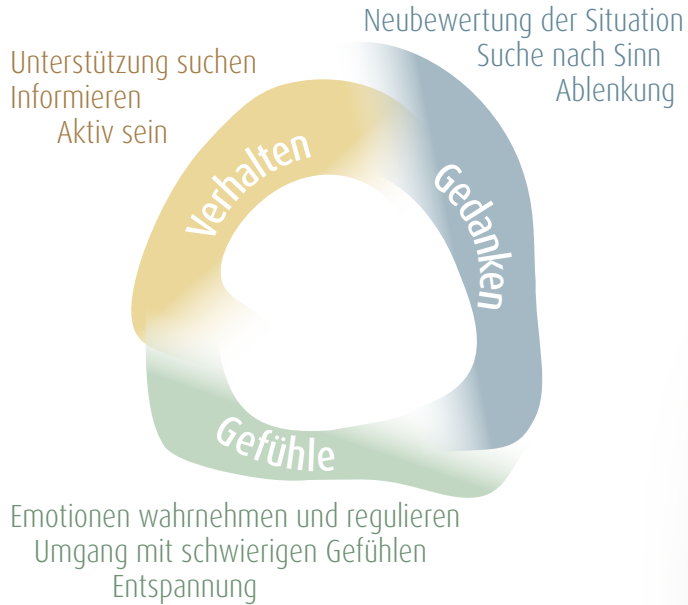 Neubewertung der Situation
Suche nach Sinn
Ablenkung
Unterstützung suchen
Informieren
Aktiv sein
Verhalten
Gedanken
Gefühle
Emotionen wahrnehmen und regulieren
Umgang mit schwierigen Gefühlen
Entspannung